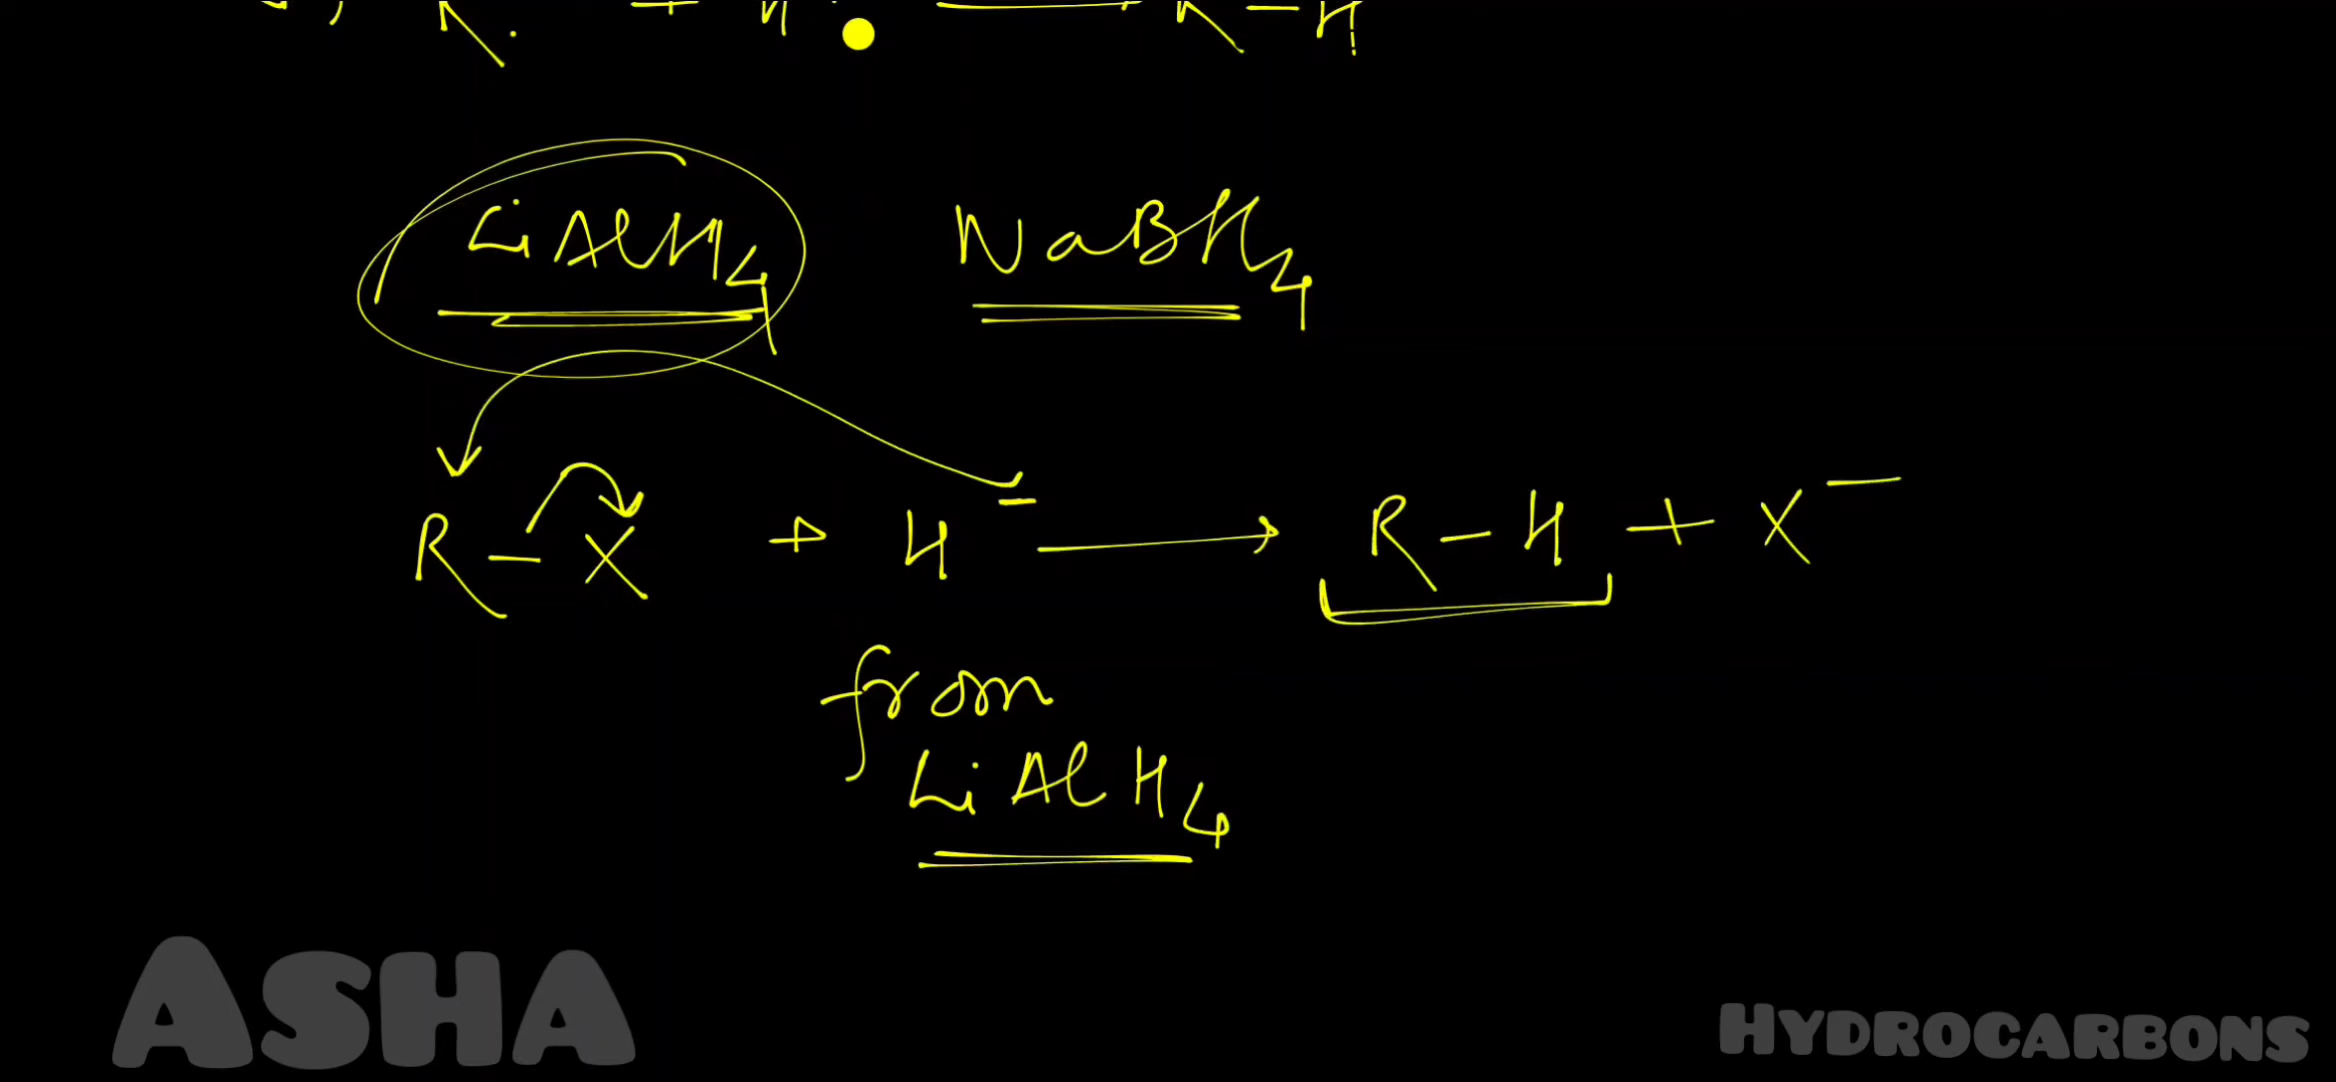 R. + H. → R-H
LiAlH4 NaBH4
R-X + H⁻ → R-H + X⁻
from
LiAlH4
ASHA
HYDROCARBONS